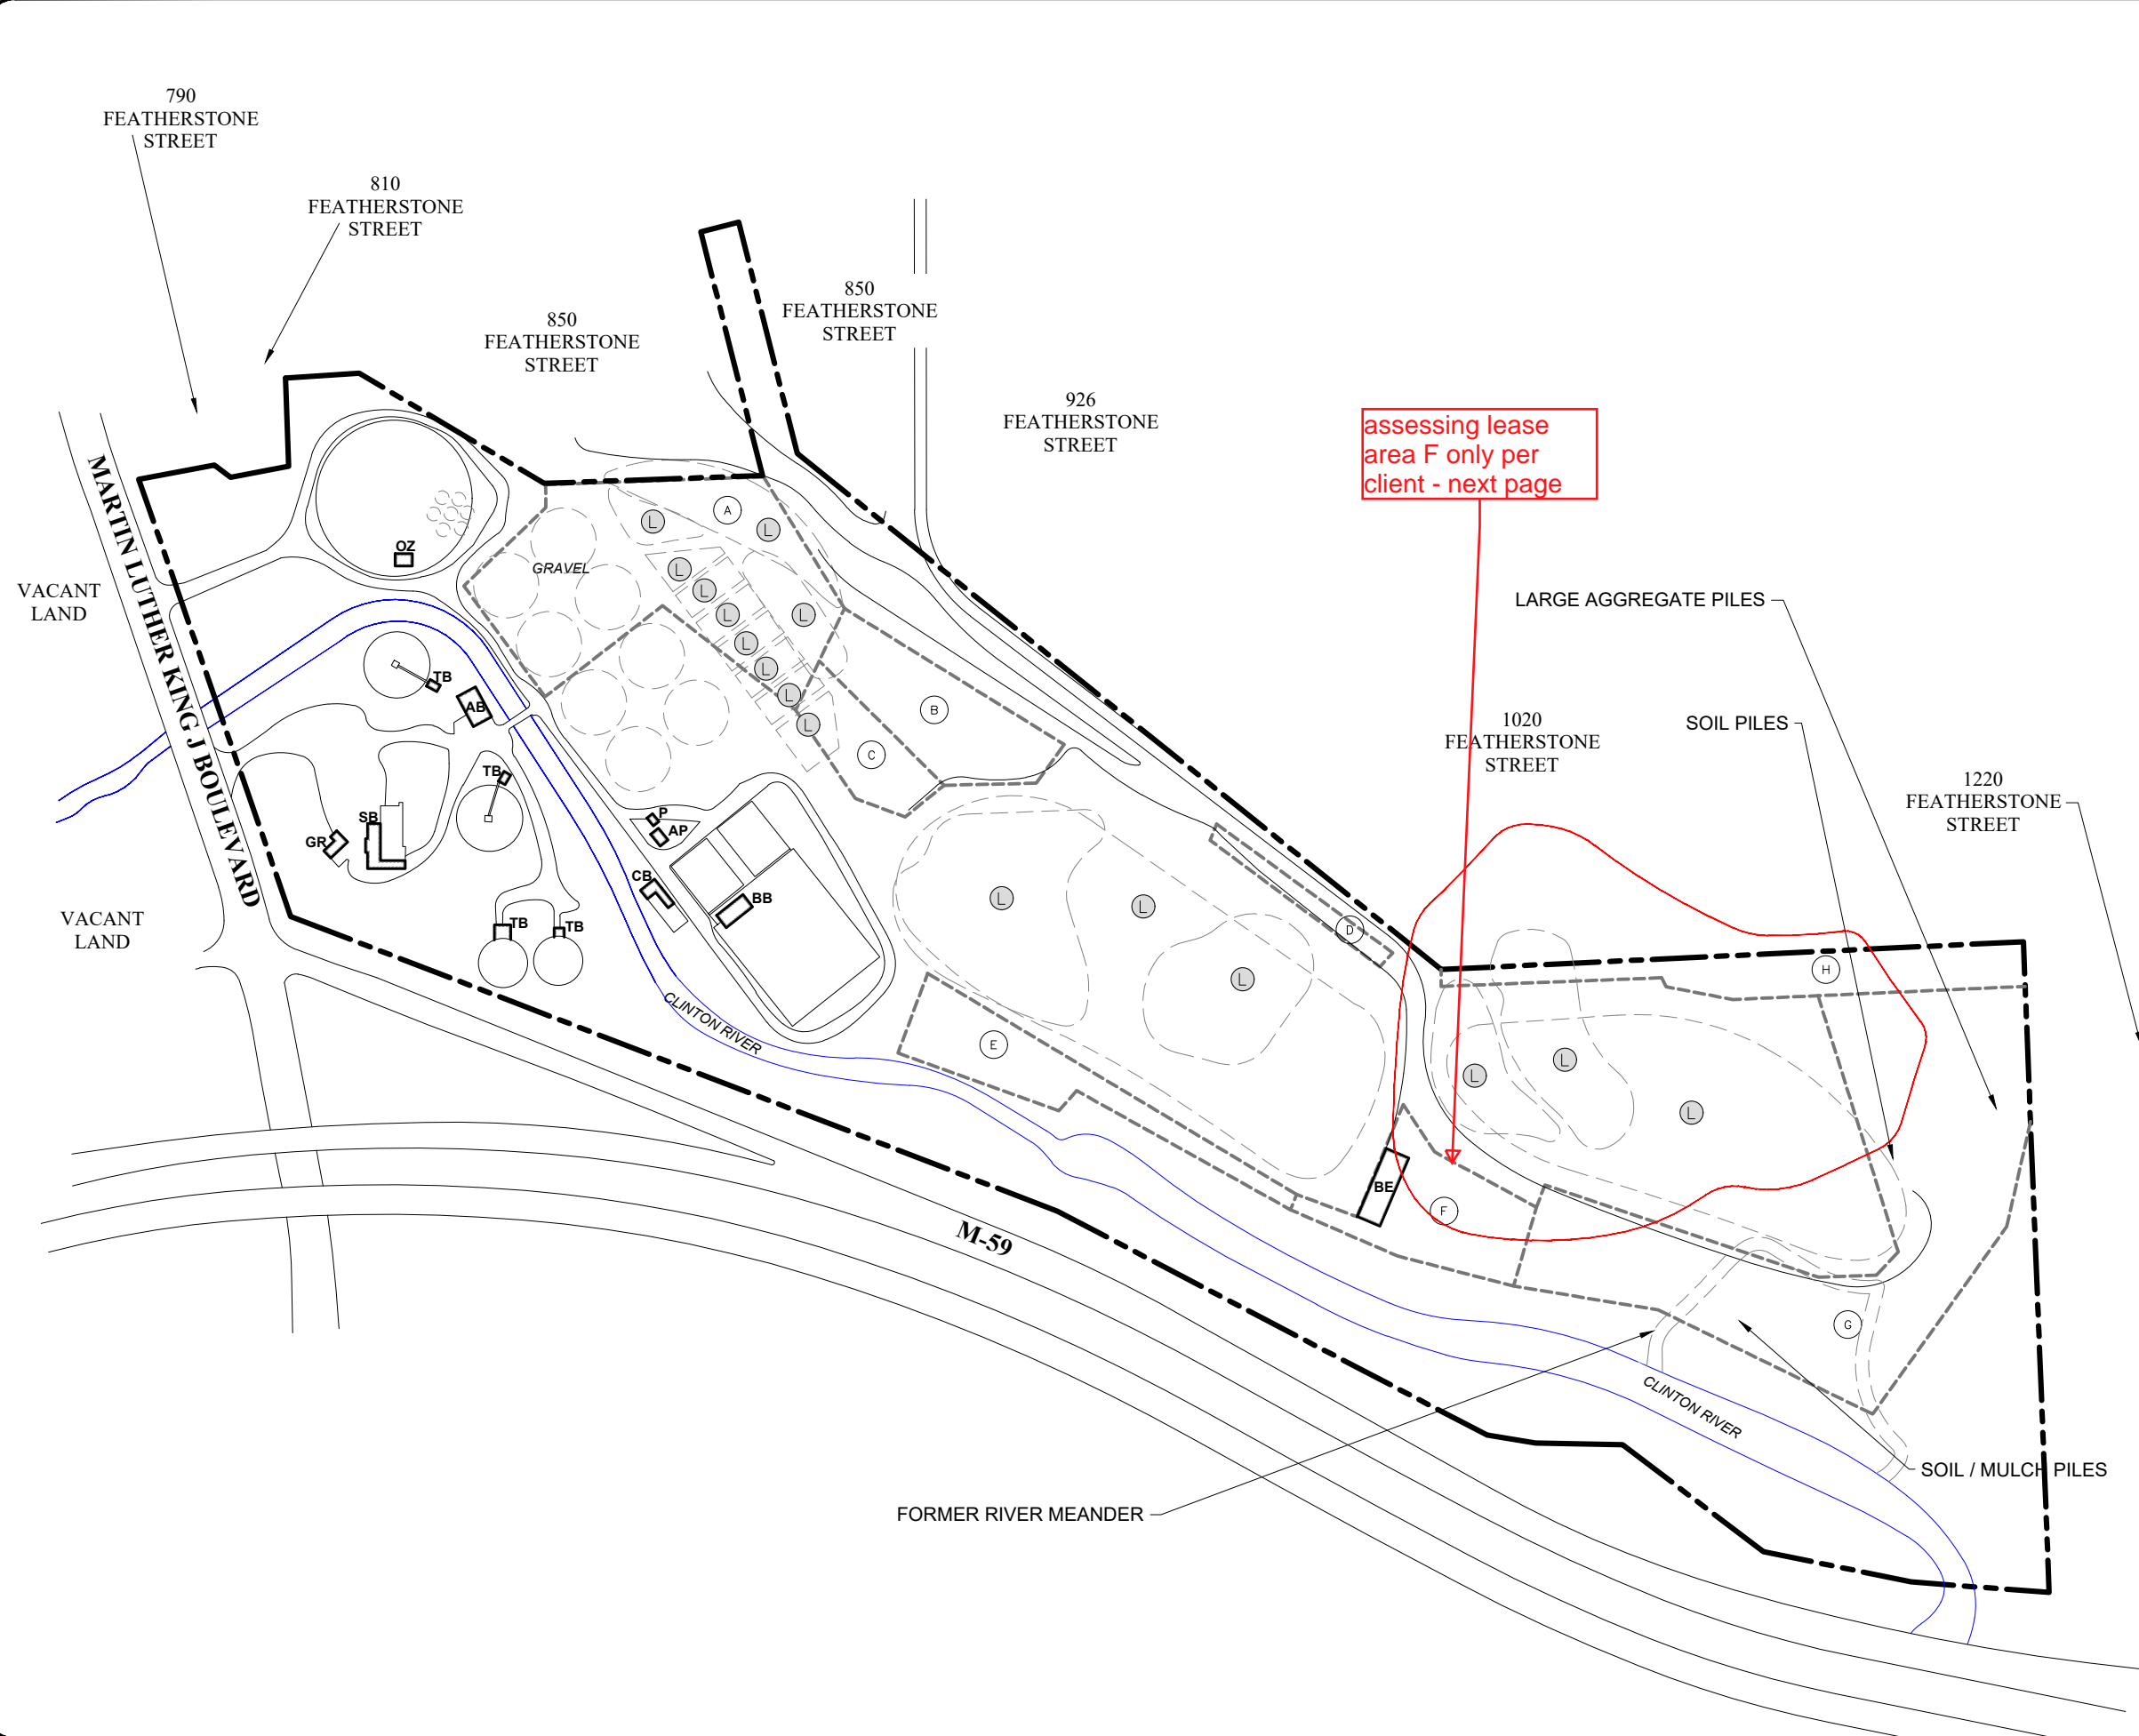 790
FEATHERSTONE
STREET
810
FEATHERSTONE
STREET
850
FEATHERSTONE
STREET
850
FEATHERSTONE
STREET
926
FEATHERSTONE
STREET
assessing lease
area F only per
client - next page
MARTIN LUTHER KING J BOULEVARD
VACANT
LAND
OZ
GRAVEL
A
L
L
L
L
L
L
L
L
L
L
LARGE AGGREGATE PILES
TB
AB
B
C
1020
FEATHERSTONE
STREET
SOIL PILES
1220
FEATHERSTONE
STREET
TB
SB
GR
P
AP
CB
BB
VACANT
LAND
TB
TB
L
L
L
D
H
CLINTON RIVER
E
L
L
L
BE
F
M-59
G
CLINTON RIVER
SOIL / MULCH PILES
FORMER RIVER MEANDER